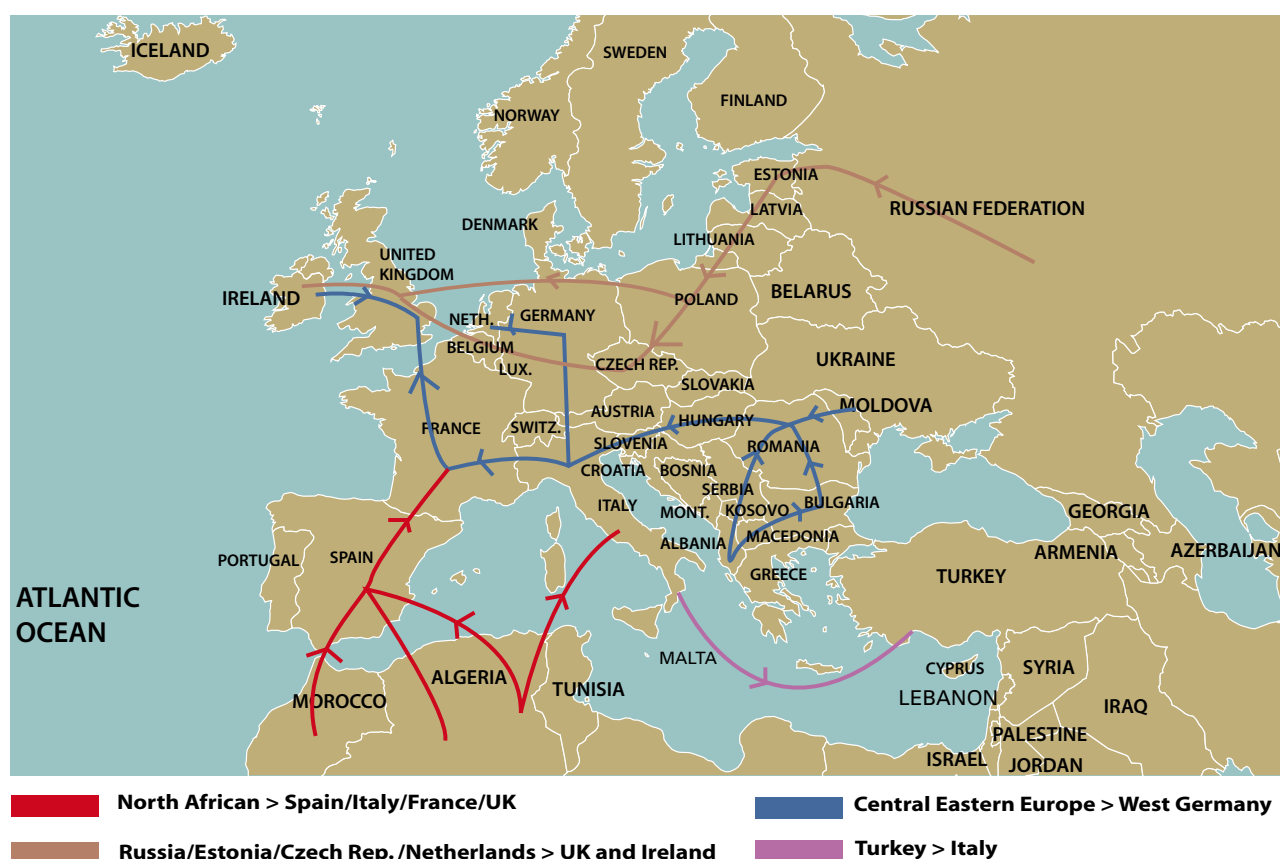 ICELAND
SWEDEN
FINLAND
NORWAY
ESTONIA
RUSSIAN FEDERATION
LATVIA
DENMARK
LITHUANIA
UNITED
KINGDOM
IRELAND
POLAND
BELARUS
NETH.
GERMANY
BELGIUM
LUX.
CZECH REP.
UKRAINE
SLOVAKIA
AUSTRIA
MOLDOVA
HUNGARY
FRANCE
SWITZ.
SLOVENIA
ROMANIA
CROATIA
BOSNIA
SERBIA
ITALY
MONT.
KOSOVO
BULGARIA
GEORGIA
ALBANIA
MACEDONIA
ARMENIA
AZERBAIJAN
PORTUGAL
SPAIN
GREECE
TURKEY
ATLANTIC
OCEAN
MALTA
CYPRUS
SYRIA
ALGERIA
TUNISIA
LEBANON
MOROCCO
IRAQ
PALESTINE
ISRAEL
JORDAN
North African > Spain/Italy/France/UK
Central Eastern Europe > West Germany
Russia/Estonia/Czech Rep. /Netherlands > UK and Ireland
Turkey > Italy